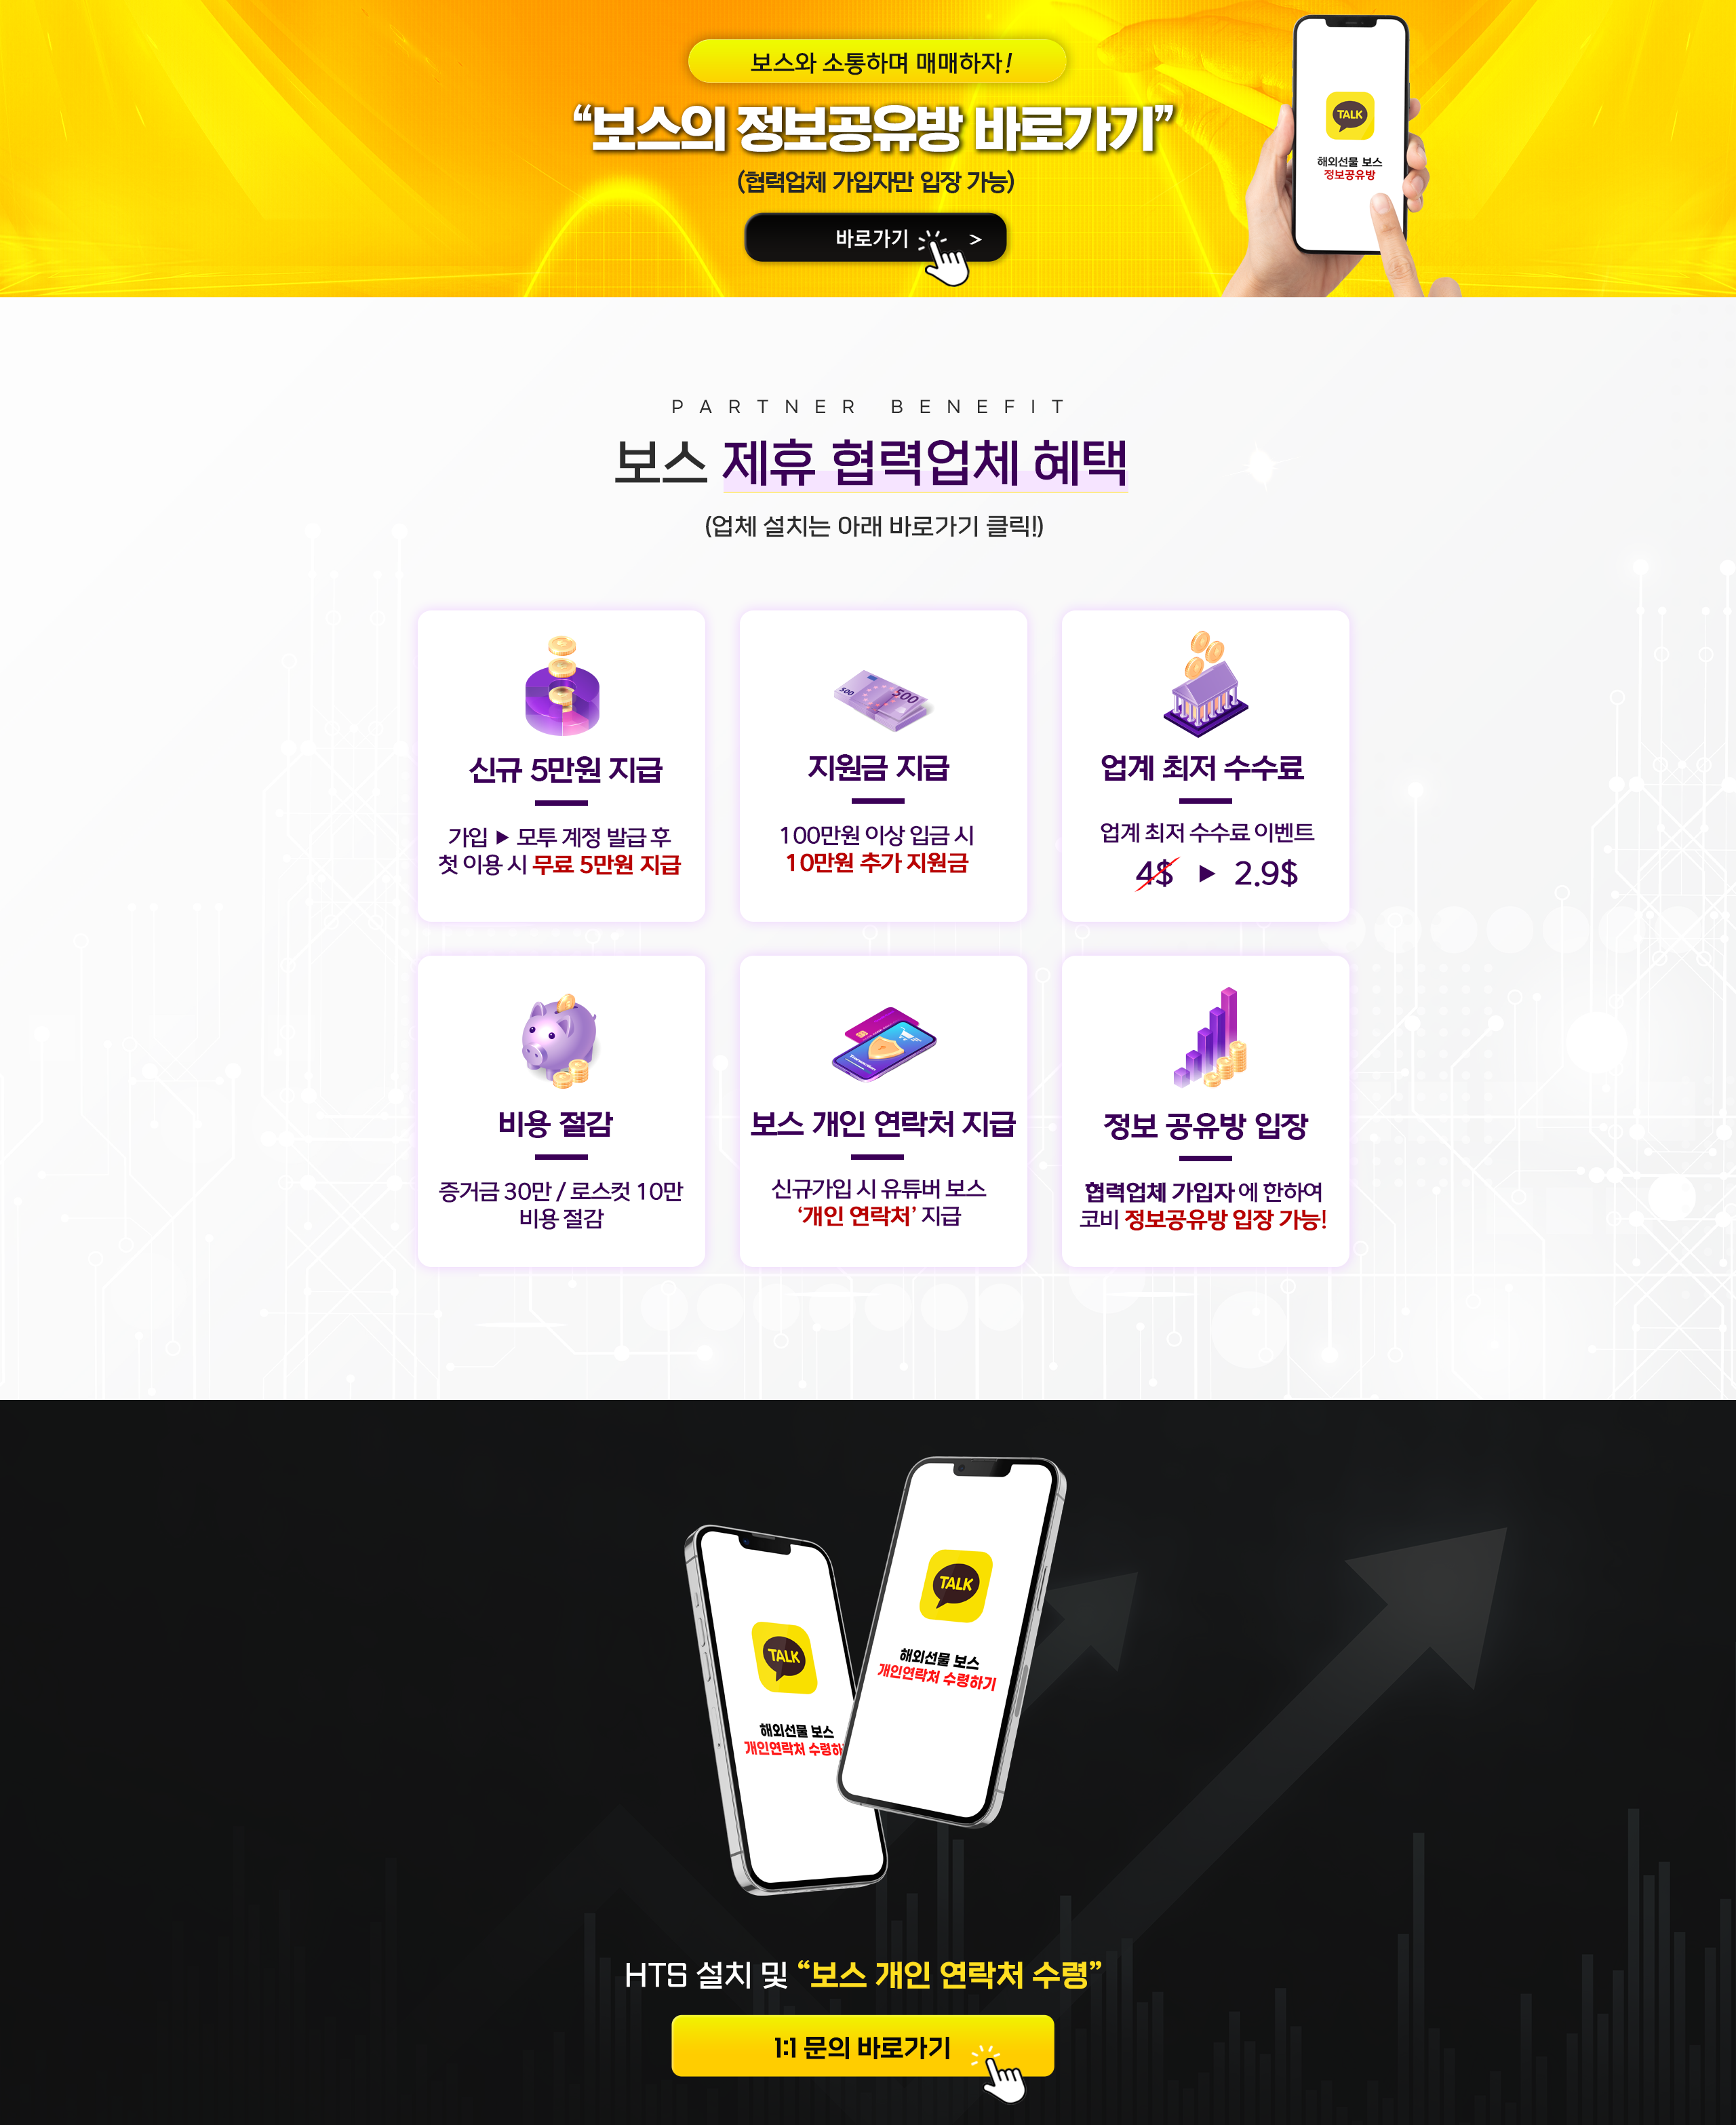 보스와 소통하며 매매하자!
“보스의 정보공유방 바로가기”
(협력업체 가입자만 입장 가능)
바로가기 >
TALK
해외선물 보스
정보공유방
PARTNER BENEFIT
보스 제휴 협력업체 혜택
(업체 설치는 아래 바로가기 클릭!)
신규 5만원 지급
가입 ▶ 모투 계정 발급 후
첫 이용 시 무료 5만원 지급
500 500
지원금 지급
100만원 이상 입금 시
10만원 추가 지원금
업계 최저 수수료
업계 최저 수수료 이벤트
4$ ▶ 2.9$
비용 절감
증거금 30만 / 로스컷 10만
비용 절감
보스 개인 연락처 지급
신규가입 시 유튜버 보스
‘개인 연락처’ 지급
정보 공유방 입장
협력업체 가입자 에 한하여
코비 정보공유방 입장 가능!
TALK
해외선물 보스
개인연락처 수령하기
TALK
해외선물 보스
개인연락처 수령하
HTS 설치 및 “보스 개인 연락처 수령”
1:1 문의 바로가기